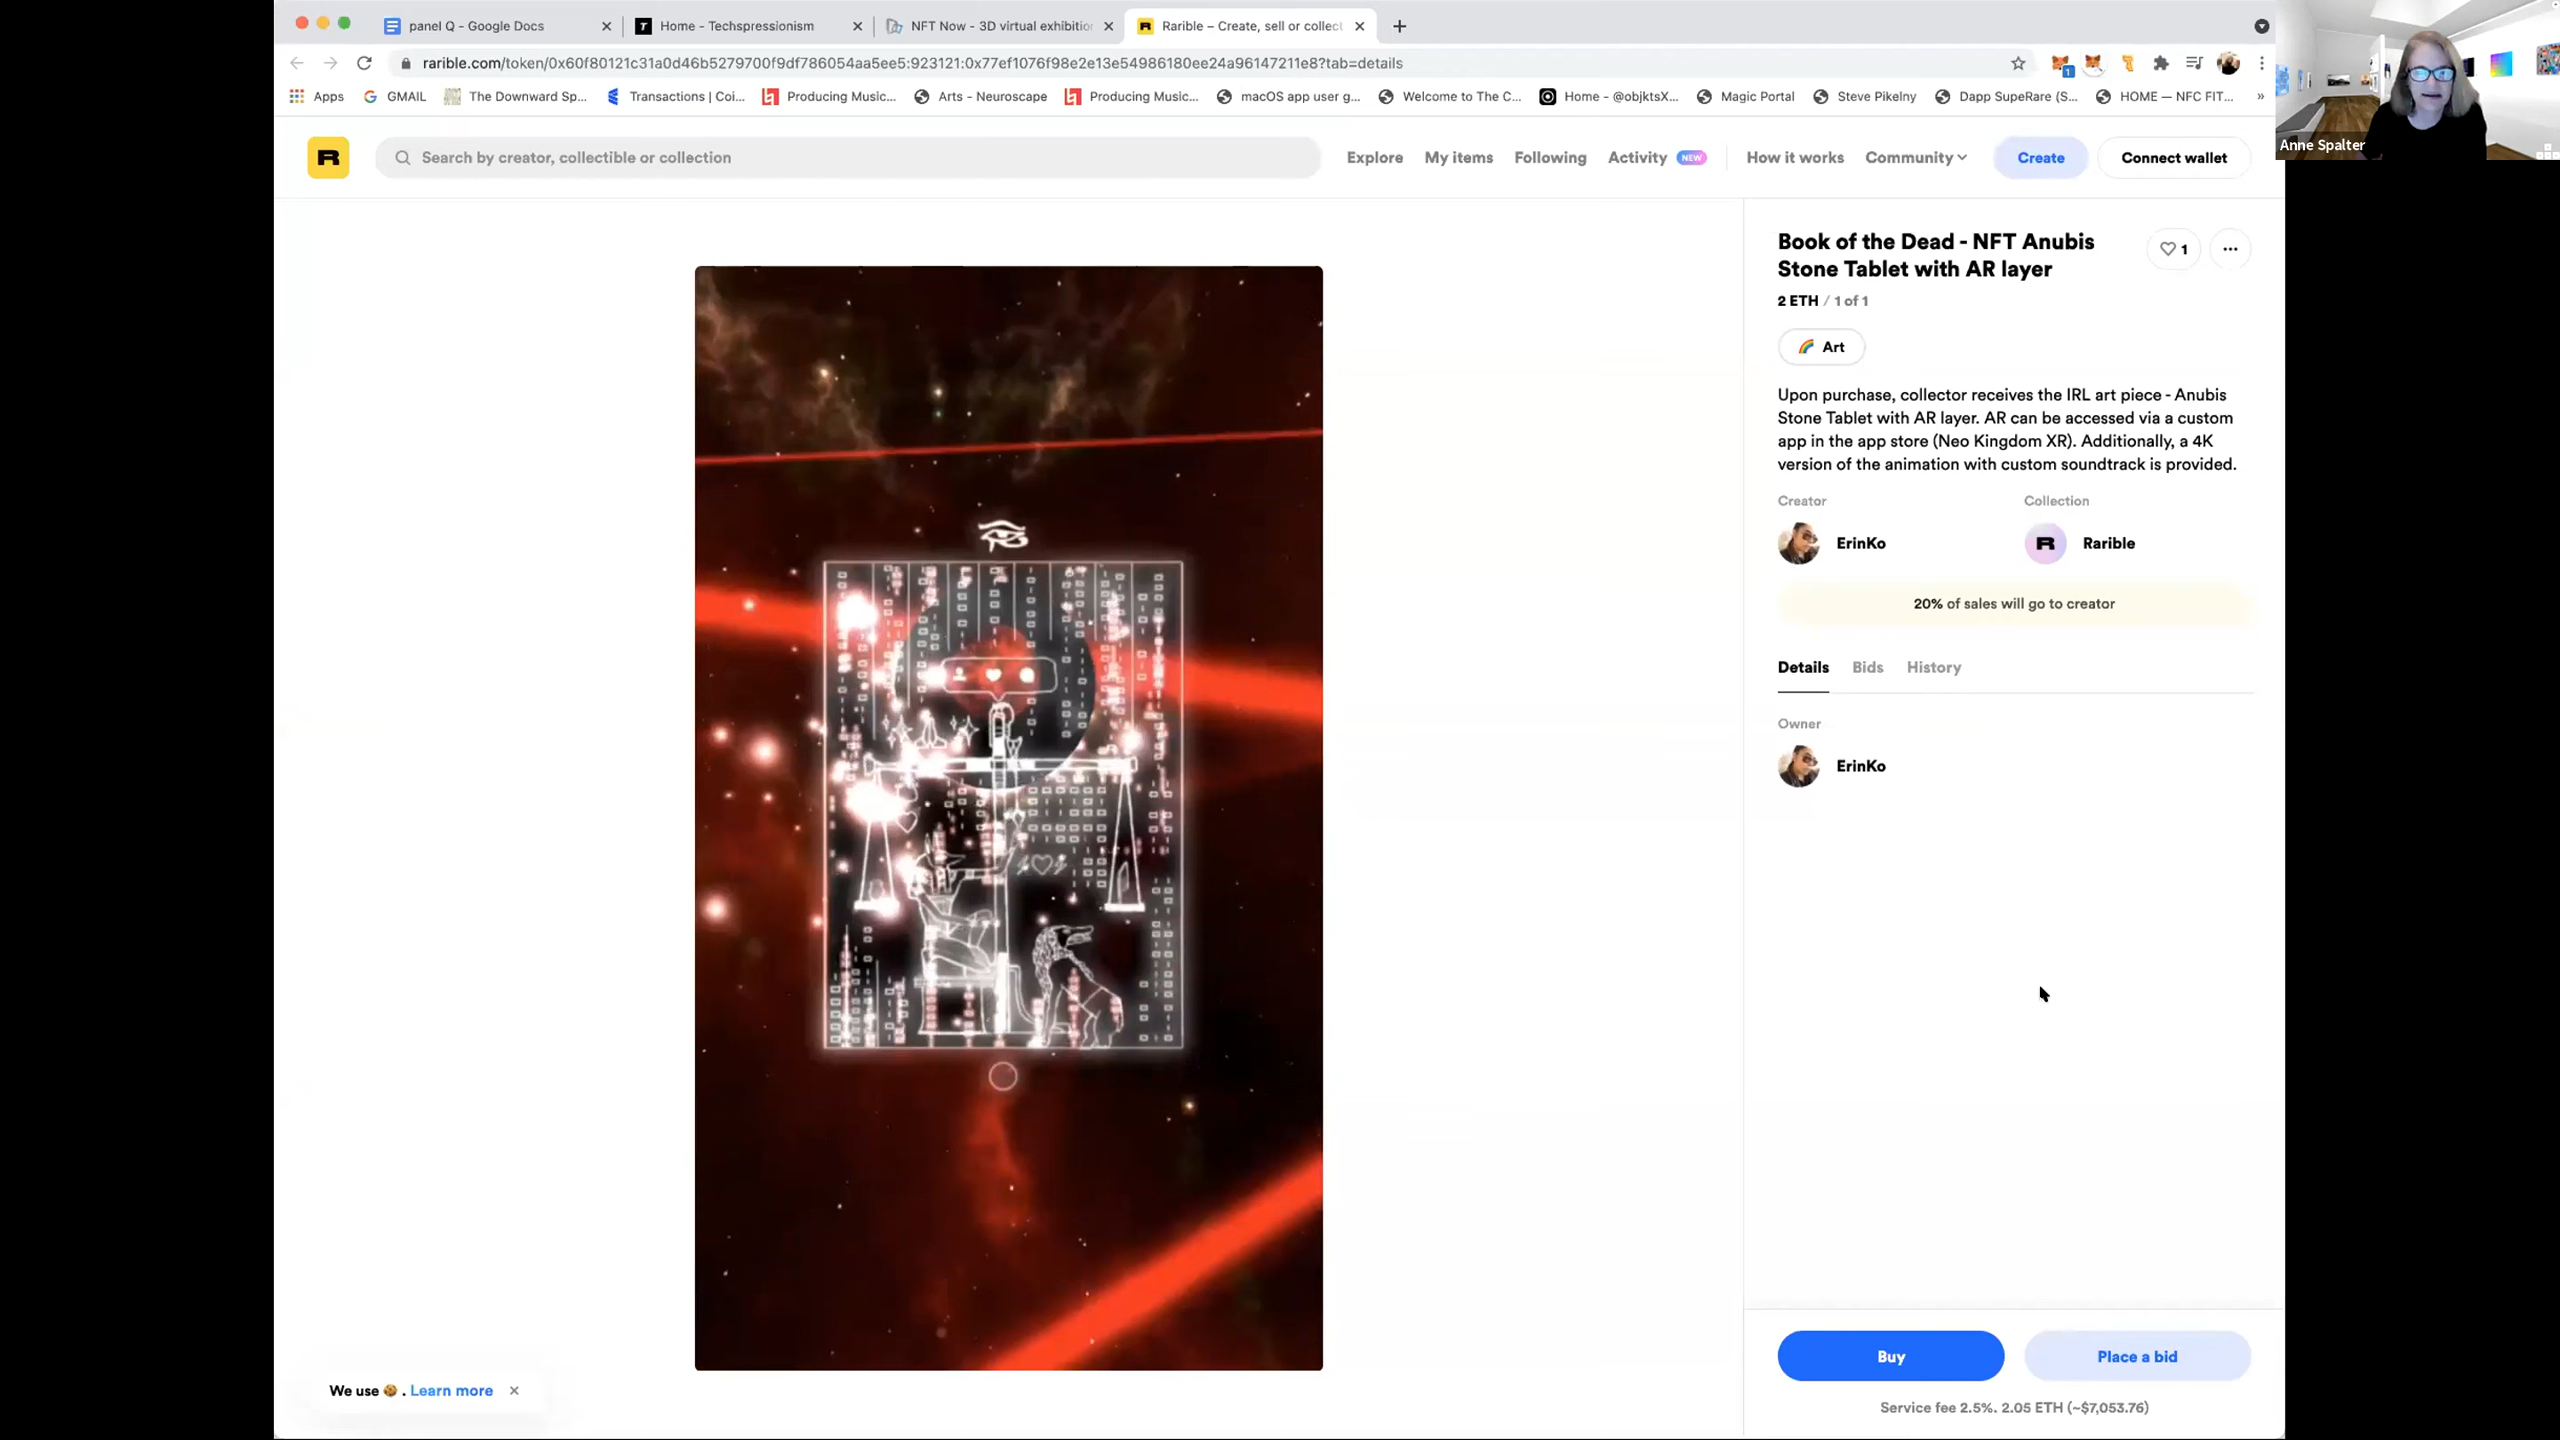 panel Q - Google Docs
Home - Techspressionism
NFT Now - 3D virtual exhibition
Rarible – Create, sell or collect
rarible.com/token/0x60f80121c31a0d46b5279700f9df786054aa5ee5:923121:0x77ef1076f98e2e13e54986180ee24a96147211e8?tab=details
1
Apps
GMAIL
The Downward Sp...
Transactions | Coi...
Producing Music...
Arts - Neuroscape
Producing Music...
macOS app user g...
Welcome to The C...
Home - @objktsX...
Magic Portal
Steve Pikelny
Dapp SupeRare (S...
HOME — NFC FIT...
»
Anne Spalter
R
Search by creator, collectible or collection
Explore
My items
Following
Activity NEW
How it works
Community
Create
Connect wallet
Book of the Dead - NFT Anubis
Stone Tablet with AR layer
1
2 ETH / 1 of 1
Art
Upon purchase, collector receives the IRL art piece - Anubis
Stone Tablet with AR layer. AR can be accessed via a custom
app in the app store (Neo Kingdom XR). Additionally, a 4K
version of the animation with custom soundtrack is provided.
Creator
Collection
ErinKo
R Rarible
20% of sales will go to creator
Details
Bids
History
Owner
ErinKo
Buy
Place a bid
Service fee 2.5%. 2.05 ETH (~$7,053.76)
We use 🍪 . Learn more